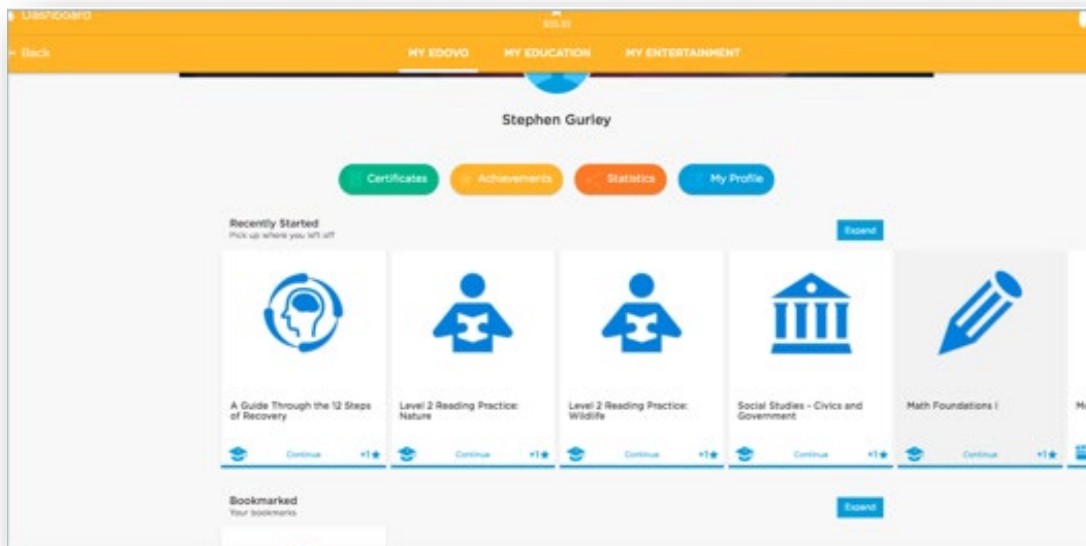 Dashboard
Back
MY EDOVO
MY EDUCATION
MY ENTERTAINMENT
Stephen Gurley
Certificates
Achievements
Statistics
My Profile
Recently Started
Pick up where you left off
Expand
A Guide Through the 12 Steps
of Recovery
Continue
+1
Level 2 Reading Practice:
Nature
Continue
+1
Level 2 Reading Practice:
Wildlife
Continue
+1
Social Studies - Civics and
Government
Continue
+1
Math Foundations I
Continue
+1
Bookmarked
Your bookmarks
Expand